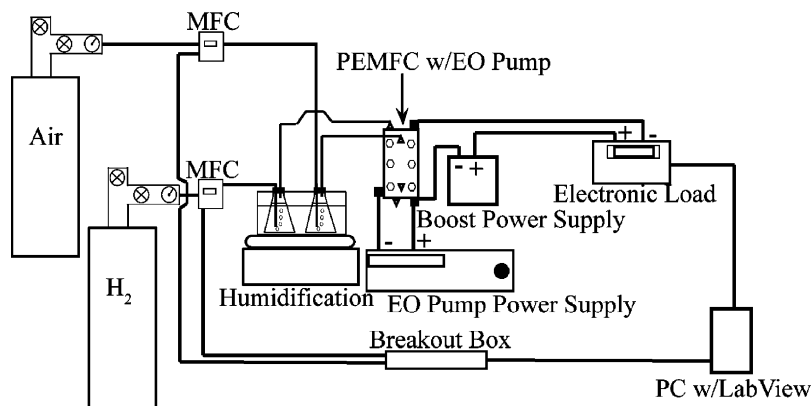 MFC
PEMFC w/EO Pump
Air
MFC
+
-
-
+
Electronic Load
Boost Power Supply
-
+
H2
Humidification
EO Pump Power Supply
Breakout Box
PC w/LabView